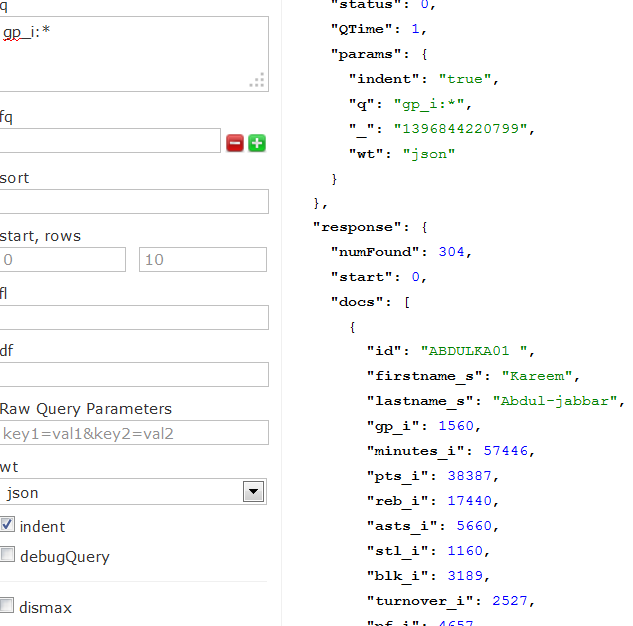 q
gp_i:*
fq
sort
start, rows
0
10
fl
df
Raw Query Parameters
key1=val1&key2=val2
wt
json
indent
debugQuery
dismax
"status": 0,
"QTime": 1,
"params": {
"indent": "true",
"q": "gp_i:*",
"_": "1396844220799",
"wt": "json"
}
},
"response": {
"numFound": 304,
"start": 0,
"docs": [
{
"id": "ABDULKA01 ",
"firstname_s": "Kareem",
"lastname_s": "Abdul-jabbar",
"gp_i": 1560,
"minutes_i": 57446,
"pts_i": 38387,
"reb_i": 17440,
"asts_i": 5660,
"stl_i": 1160,
"blk_i": 3189,
"turnover_i": 2527,
"pf_i": 4657,